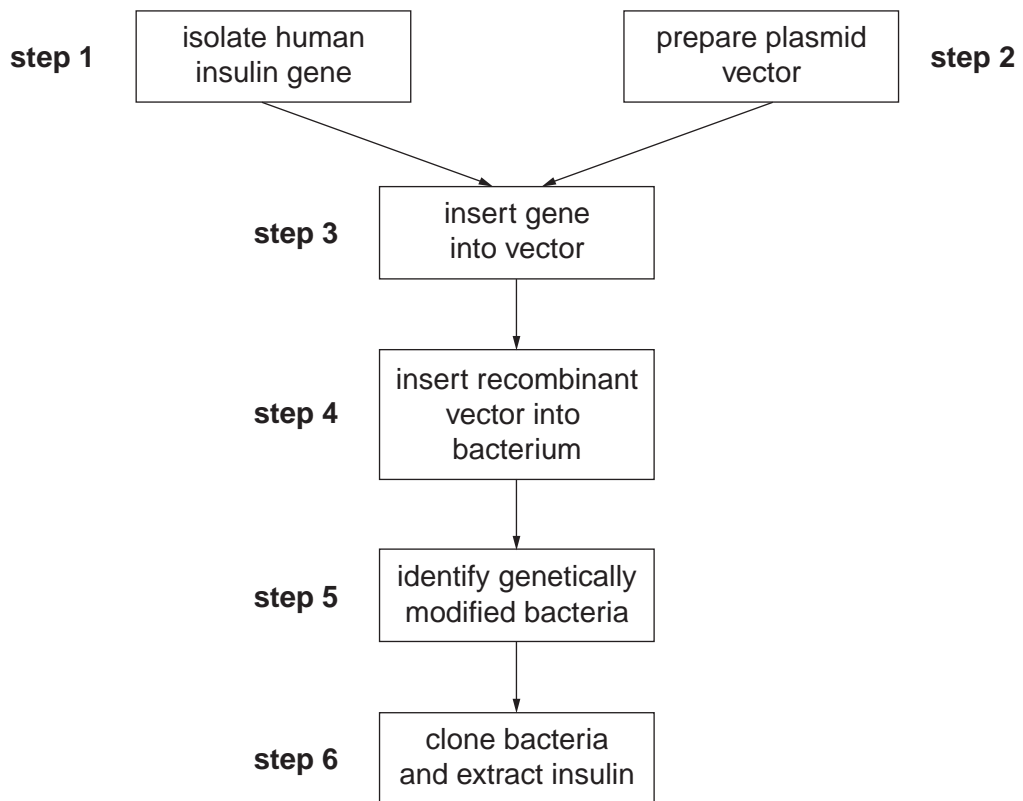 step 1
isolate human
insulin gene
prepare plasmid
vector
step 2
step 3
insert gene
into vector
step 4
insert recombinant
vector into
bacterium
step 5
identify genetically
modified bacteria
step 6
clone bacteria
and extract insulin